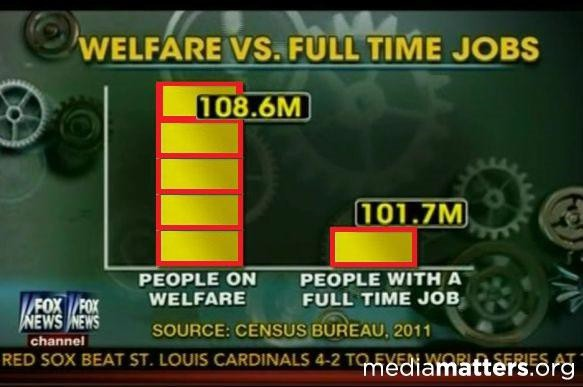 WELFARE VS. FULL TIME JOBS
108.6M
101.7M
PEOPLE ON
WELFARE
PEOPLE WITH A
FULL TIME JOB
FOX
NEWS
channel
FOX
NEWS
SOURCE: CENSUS BUREAU, 2011
RED SOX BEAT ST. LOUIS CARDINALS 4-2 TO EVEN WORLD SERIES AT
mediamatters.org